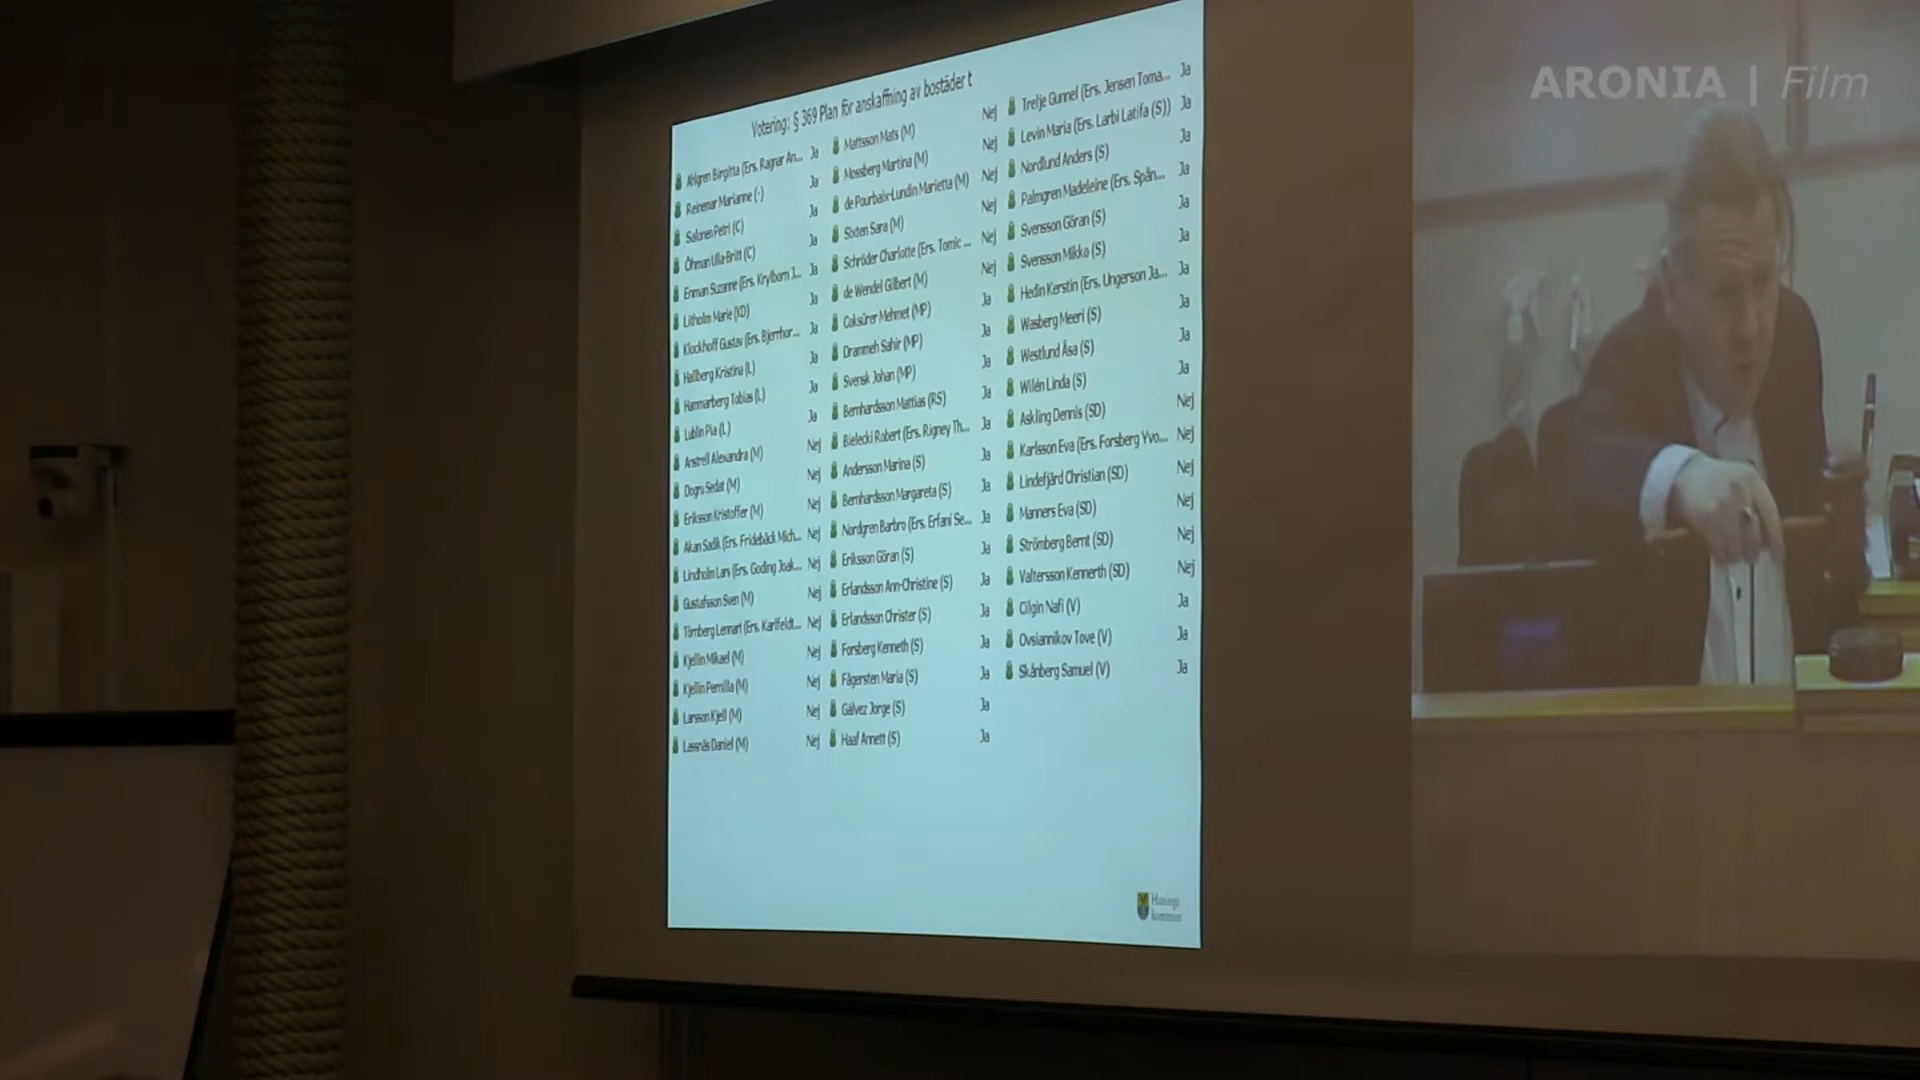 ARONIA | Film
Votering: § 369 Plan för anskaffning av bostäder t
Ahlgren Birgitta (Ers. Ragnar An... Ja
Reinemar Marianne (-) Ja
Salonen Petri (C) Ja
Öhman Ulla-Britt (C) Ja
Enman Suzanne (Ers. Krylborn J... Ja
Litholm Marie (KD) Ja
Klockhoff Gustav (Ers. Bjernhor... Ja
Hallberg Kristina (L) Ja
Hammarberg Tobias (L) Ja
Lublin Pia (L) Ja
Anstrell Alexandra (M) Nej
Dogru Sedat (M) Nej
Eriksson Kristoffer (M) Nej
Akan Sadik (Ers. Fridebäck Mich... Nej
Lindholm Lars (Ers. Goding Joak... Nej
Gustafsson Sven (M) Nej
Törnberg Lennart (Ers. Karlfeldt... Nej
Kjellin Mikael (M) Nej
Kjellin Pernilla (M) Nej
Larsson Kjell (M) Nej
Lassnäs Daniel (M) Nej
Mattsson Mats (M) Nej
Mossberg Martina (M) Nej
de Pourbaix-Lundin Marietta (M) Nej
Sixten Sara (M) Nej
Schröder Charlotte (Ers. Tomic ... Nej
de Wendel Gilbert (M) Nej
Coksürer Mehmet (MP) Ja
Drammeh Sahir (MP) Ja
Svensk Johan (MP) Ja
Bernhardsson Mattias (RS) Ja
Bielecki Robert (Ers. Rigney Th... Ja
Andersson Marina (S) Ja
Bernhardsson Margareta (S) Ja
Nordgren Barbro (Ers. Erfani Se... Ja
Eriksson Göran (S) Ja
Erlandsson Ann-Christine (S) Ja
Erlandsson Christer (S) Ja
Forsberg Kenneth (S) Ja
Fågersten Maria (S) Ja
Gálvez Jorge (S) Ja
Haaf Annett (S) Ja
Trelje Gunnel (Ers. Jensen Toma... Ja
Levin Maria (Ers. Larbi Latifa (S)) Ja
Nordlund Anders (S) Ja
Palmgren Madeleine (Ers. Spån... Ja
Svensson Göran (S) Ja
Svensson Mikko (S) Ja
Hedin Kerstin (Ers. Ungerson Ja... Ja
Wasberg Meeri (S) Ja
Westlund Åsa (S) Ja
Wilén Linda (S) Ja
Askling Dennis (SD) Nej
Karlsson Eva (Ers. Forsberg Yvo... Nej
Lindefjärd Christian (SD) Nej
Manners Eva (SD) Nej
Strömberg Bernt (SD) Nej
Valtersson Kennerth (SD) Nej
Cilgin Nafi (V) Ja
Ovsiannikov Tove (V) Ja
Skånberg Samuel (V) Ja
Haninge
kommun